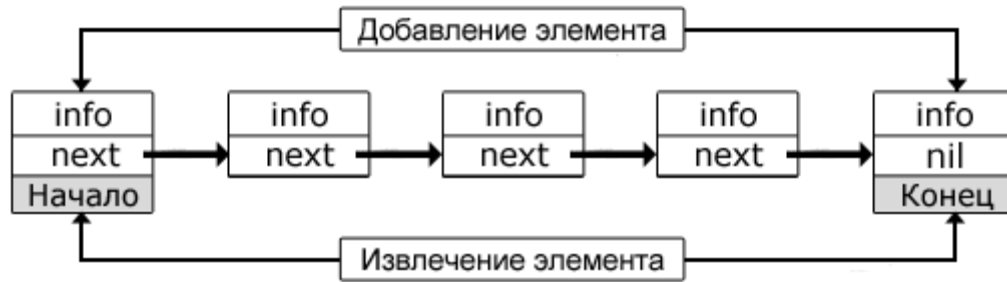 Добавление элемента
info info info info info
next next next next nil
Начало Конец
Извлечение элемента